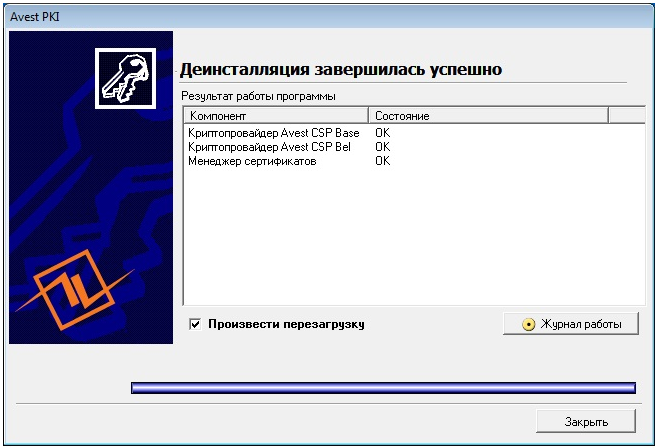 Avest PKI
Деинсталляция завершилась успешно
Результат работы программы
Компонент Состояние
Криптопровайдер Avest CSP Base OK
Криптопровайдер Avest CSP Bel OK
Менеджер сертификатов OK
Произвести перезагрузку
Журнал работы
Закрыть